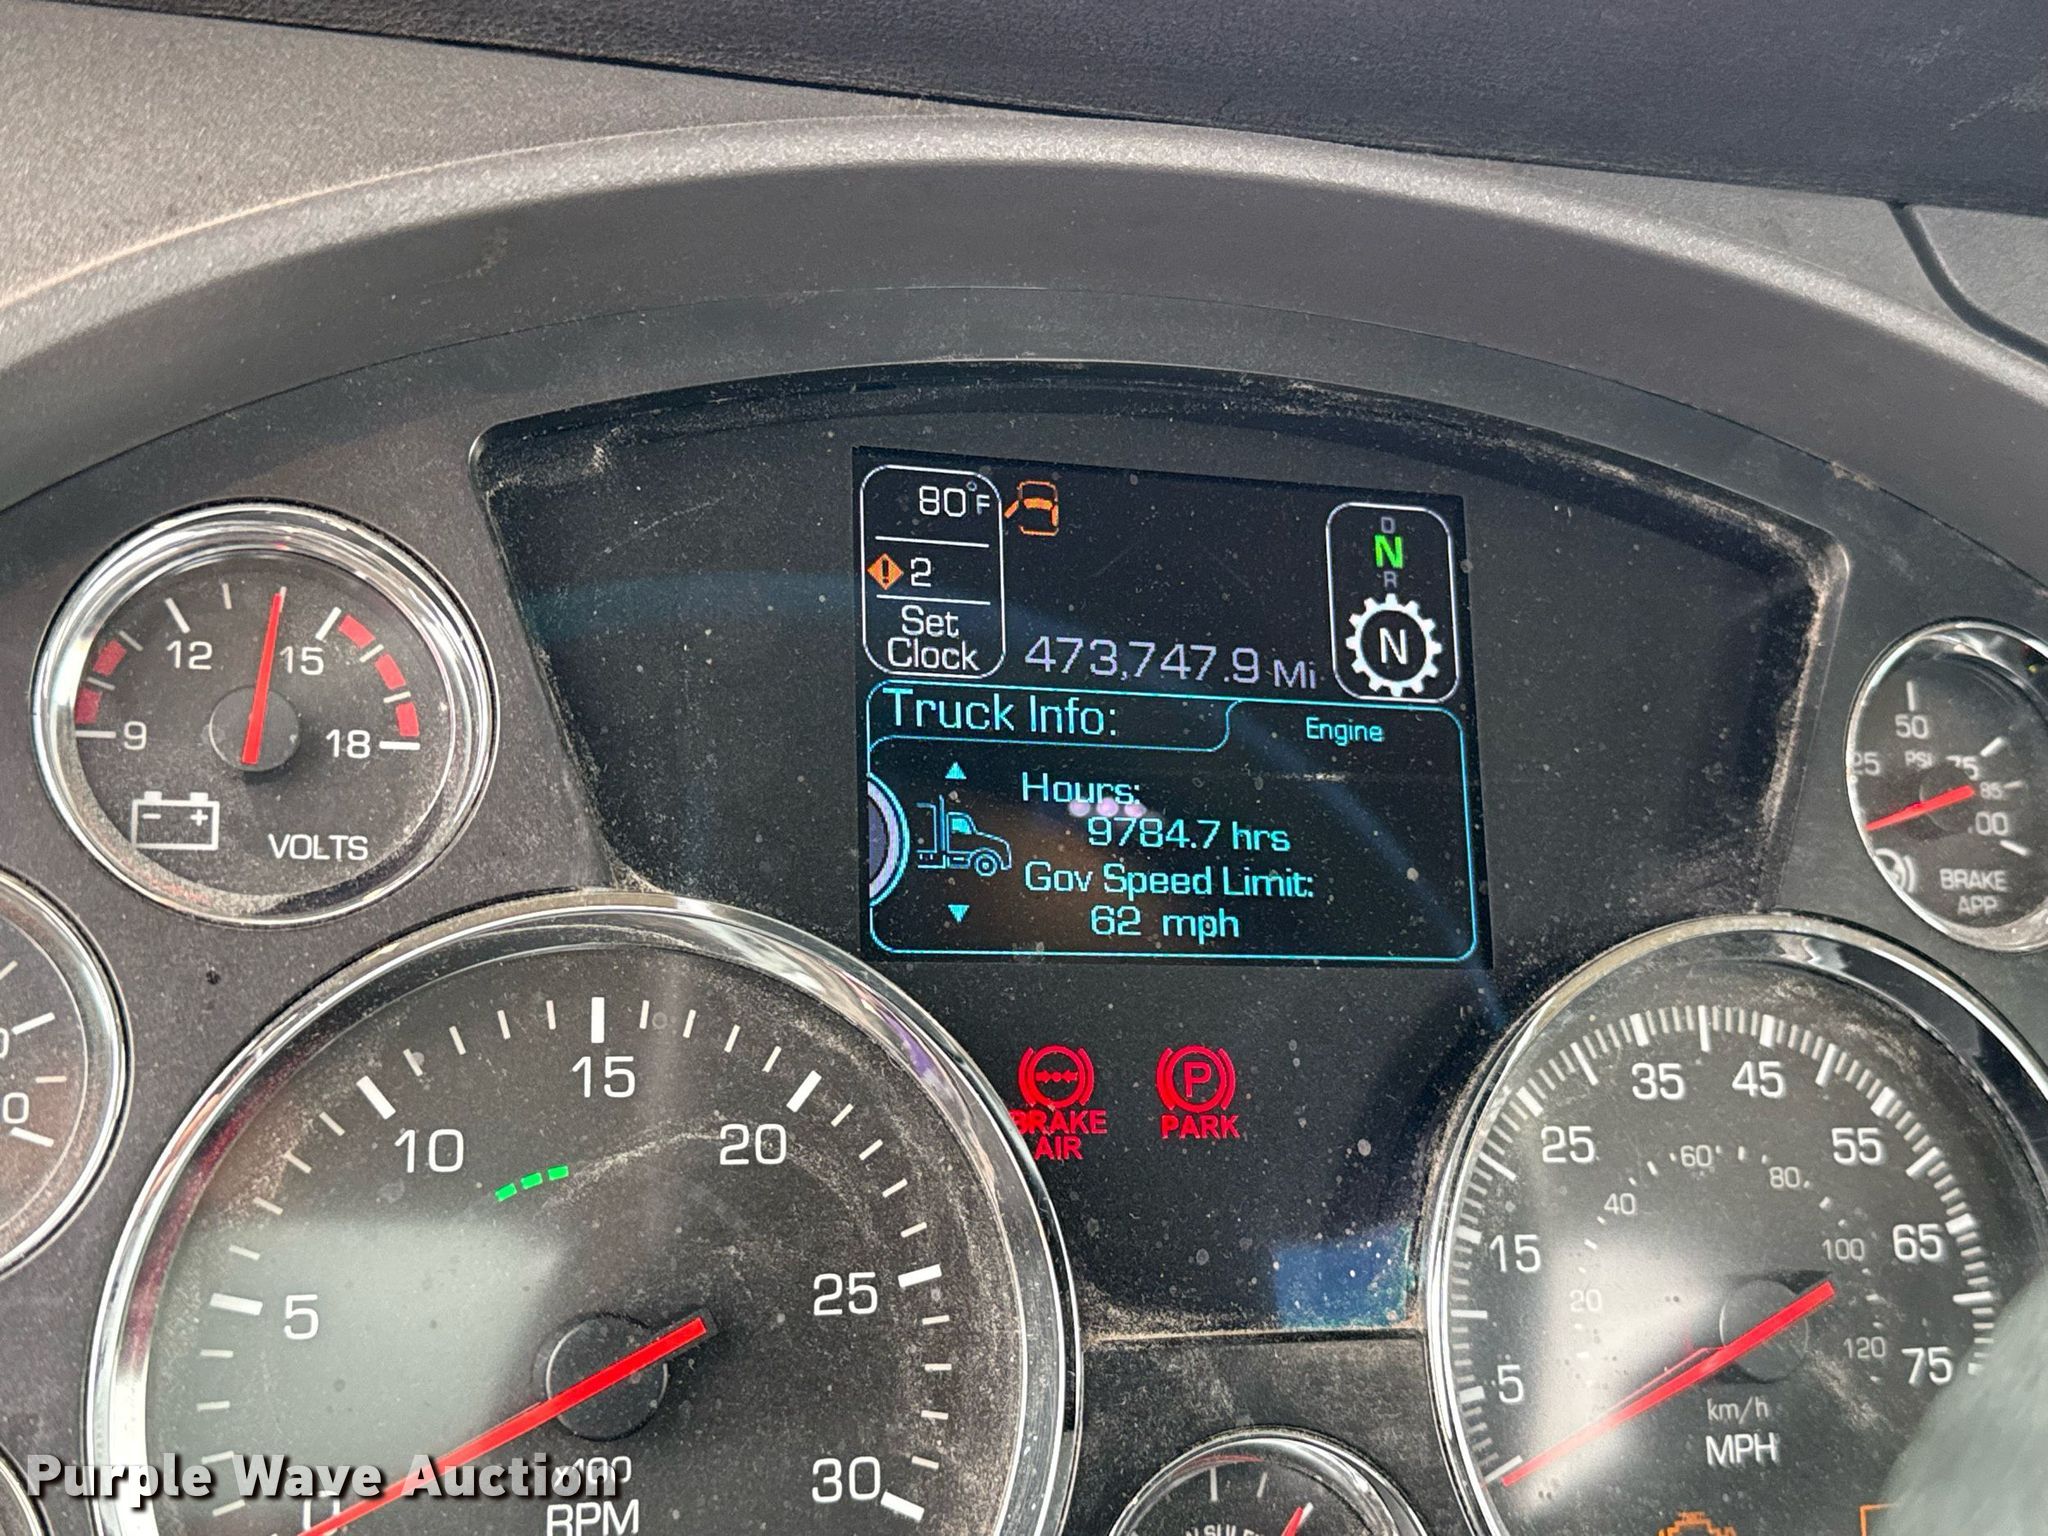 80°F
2
Set
Clock
473,747.9 Mi
D
N
R
N
Truck Info:
Engine
Hours:
9784.7 hrs
Gov Speed Limit:
62 mph
9
12
15
18
VOLTS
50
PSI
75
85
BRAKE
APP
BRAKE
AIR
PARK
0
5
10
15
20
25
30
x100
RPM
5
15
25
35
45
55
65
75
20
40
60
80
100
120
km/h
MPH
Purple Wave Auction